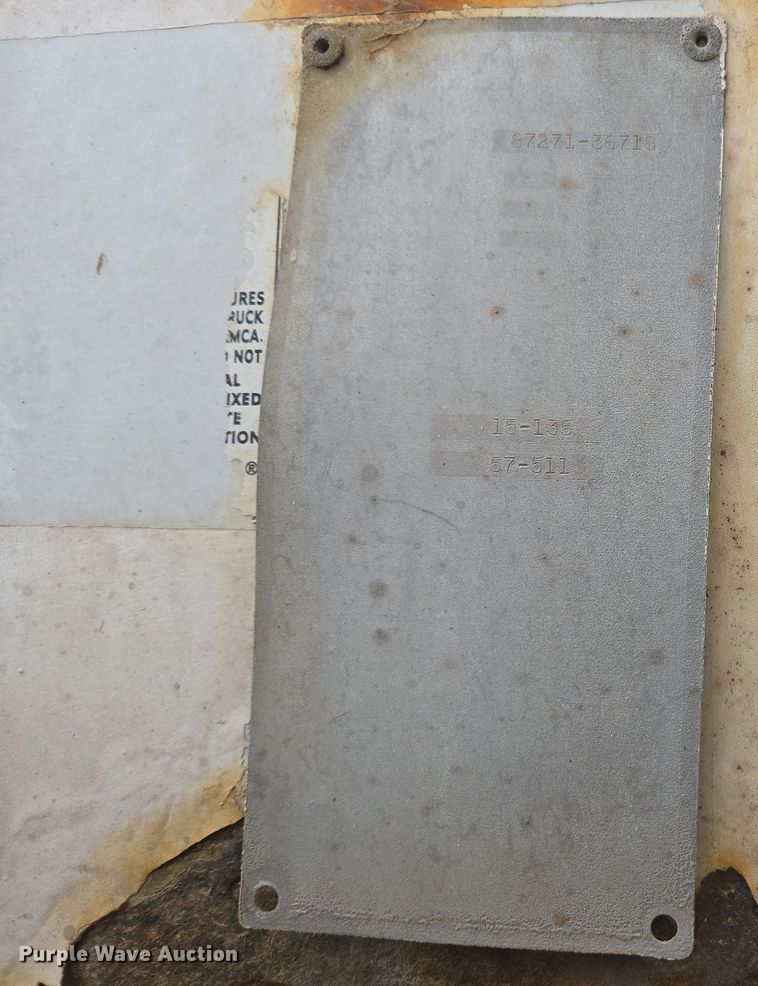 87271-36718
URES
RUCK
MCA.
NOT
AL
IXED
E
TION
®
15-135
57-511
Purple Wave Auction